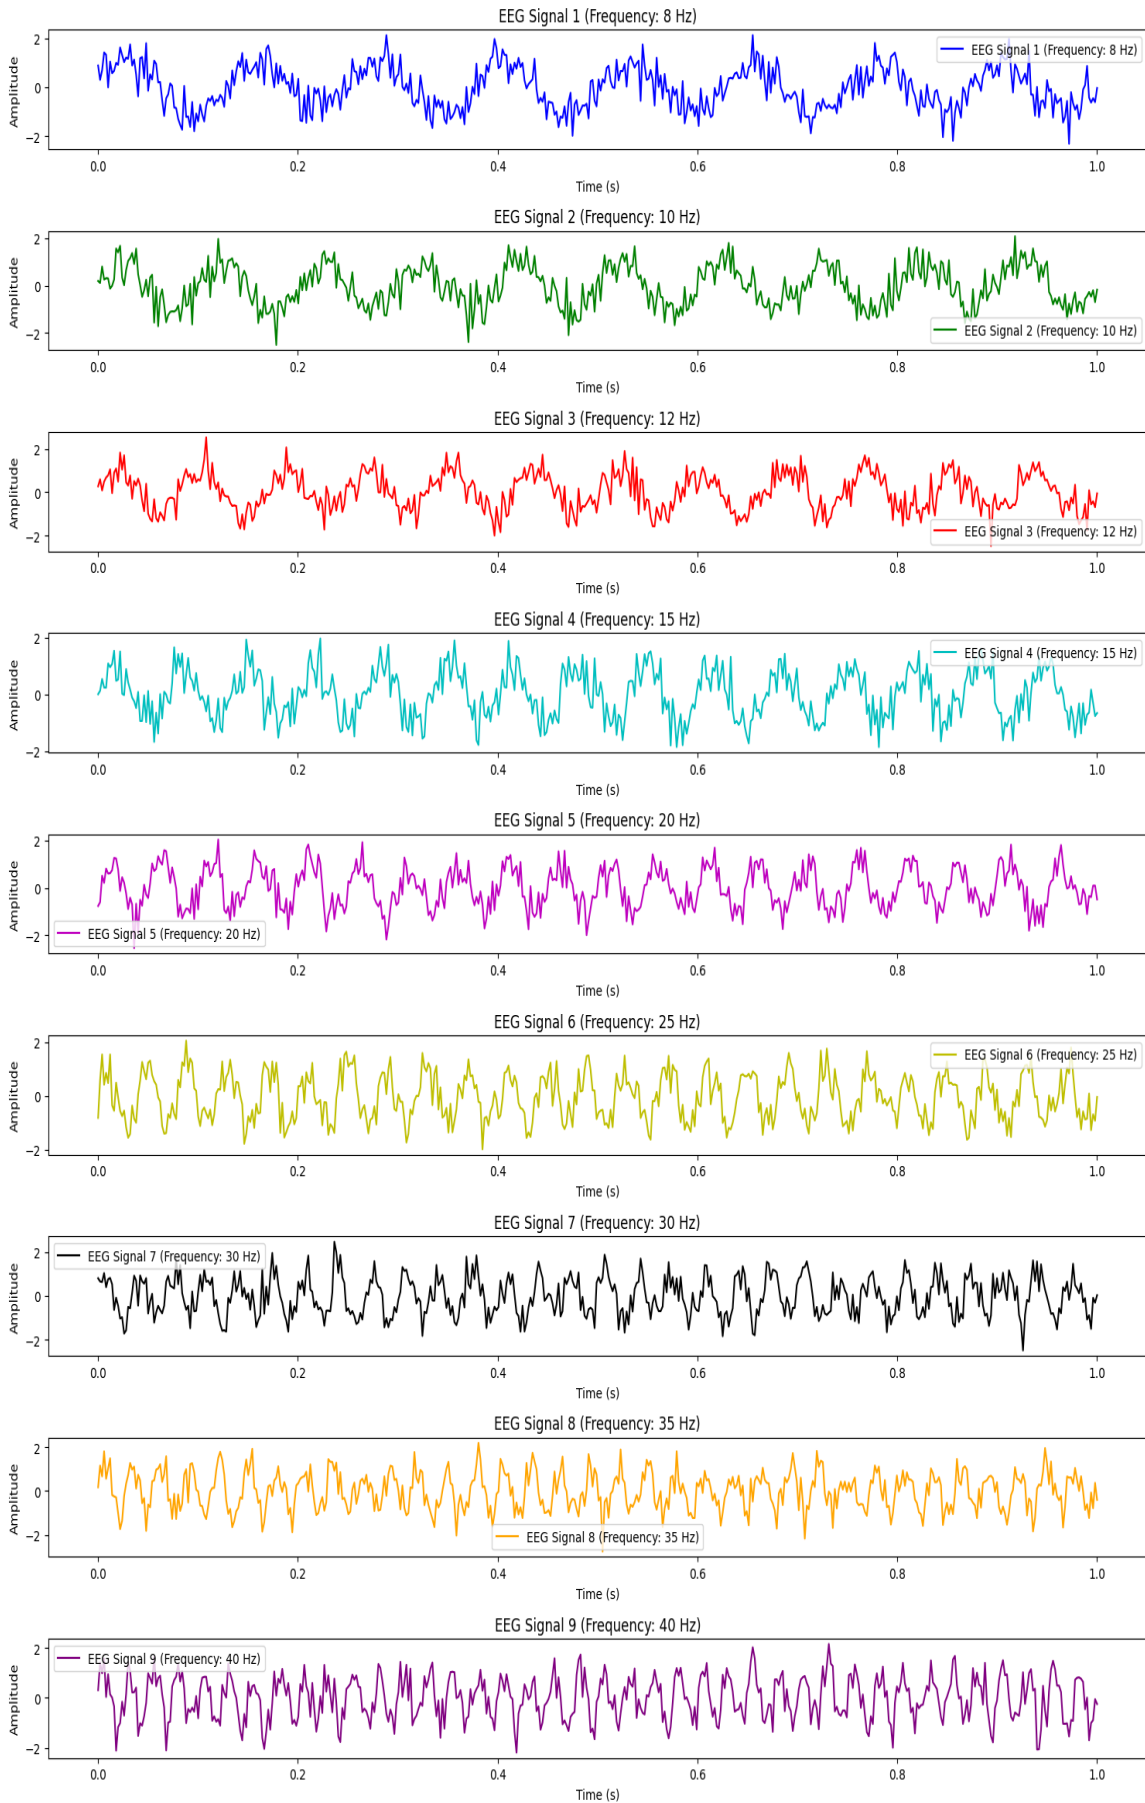 EEG Signal 1 (Frequency: 8 Hz)
2
0
−2
Amplitude
EEG Signal 1 (Frequency: 8 Hz)
0.0 0.2 0.4 0.6 0.8 1.0
Time (s)
EEG Signal 2 (Frequency: 10 Hz)
2
0
−2
Amplitude
EEG Signal 2 (Frequency: 10 Hz)
0.0 0.2 0.4 0.6 0.8 1.0
Time (s)
EEG Signal 3 (Frequency: 12 Hz)
2
0
−2
Amplitude
EEG Signal 3 (Frequency: 12 Hz)
0.0 0.2 0.4 0.6 0.8 1.0
Time (s)
EEG Signal 4 (Frequency: 15 Hz)
2
0
−2
Amplitude
EEG Signal 4 (Frequency: 15 Hz)
0.0 0.2 0.4 0.6 0.8 1.0
Time (s)
EEG Signal 5 (Frequency: 20 Hz)
2
0
−2
Amplitude
EEG Signal 5 (Frequency: 20 Hz)
0.0 0.2 0.4 0.6 0.8 1.0
Time (s)
EEG Signal 6 (Frequency: 25 Hz)
2
0
−2
Amplitude
EEG Signal 6 (Frequency: 25 Hz)
0.0 0.2 0.4 0.6 0.8 1.0
Time (s)
EEG Signal 7 (Frequency: 30 Hz)
2
0
−2
Amplitude
EEG Signal 7 (Frequency: 30 Hz)
0.0 0.2 0.4 0.6 0.8 1.0
Time (s)
EEG Signal 8 (Frequency: 35 Hz)
2
0
−2
Amplitude
EEG Signal 8 (Frequency: 35 Hz)
0.0 0.2 0.4 0.6 0.8 1.0
Time (s)
EEG Signal 9 (Frequency: 40 Hz)
2
0
−2
Amplitude
EEG Signal 9 (Frequency: 40 Hz)
0.0 0.2 0.4 0.6 0.8 1.0
Time (s)